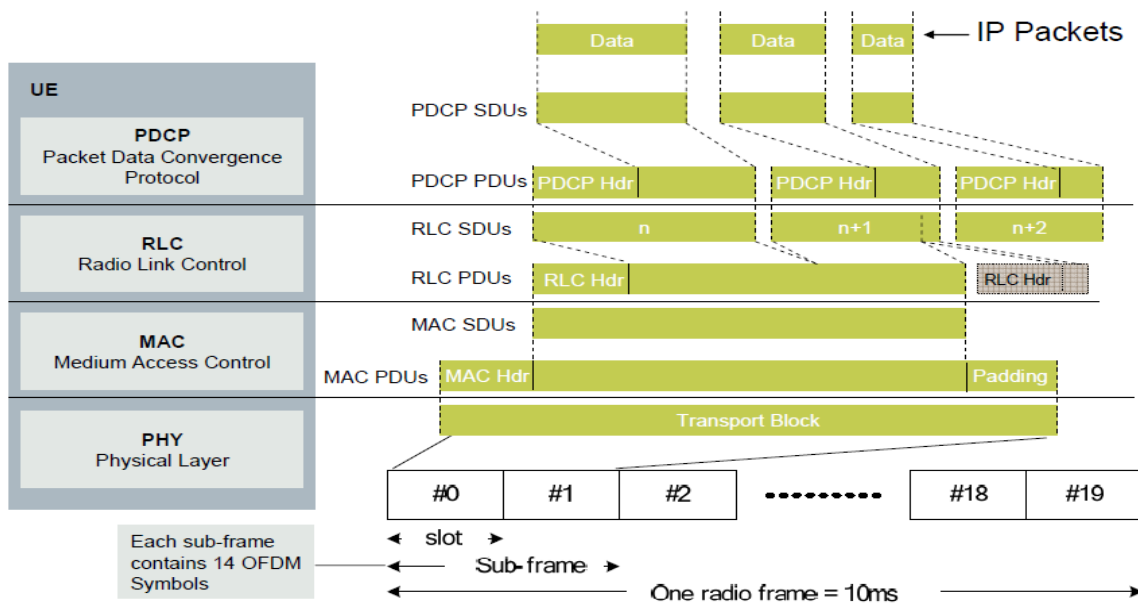 Data Data Data IP Packets
UE
PDCP SDUs
PDCP
Packet Data Convergence
Protocol
PDCP PDUs PDCP Hdr PDCP Hdr PDCP Hdr
RLC SDUs n n+1 n+2
RLC
Radio Link Control
RLC PDUs RLC Hdr RLC Hdr
MAC SDUs
MAC
Medium Access Control
MAC PDUs MAC Hdr Padding
Transport Block
PHY
Physical Layer
#0 #1 #2 #18 #19
slot
Each sub-frame
contains 14 OFDM
Symbols
Sub-frame
One radio frame = 10ms